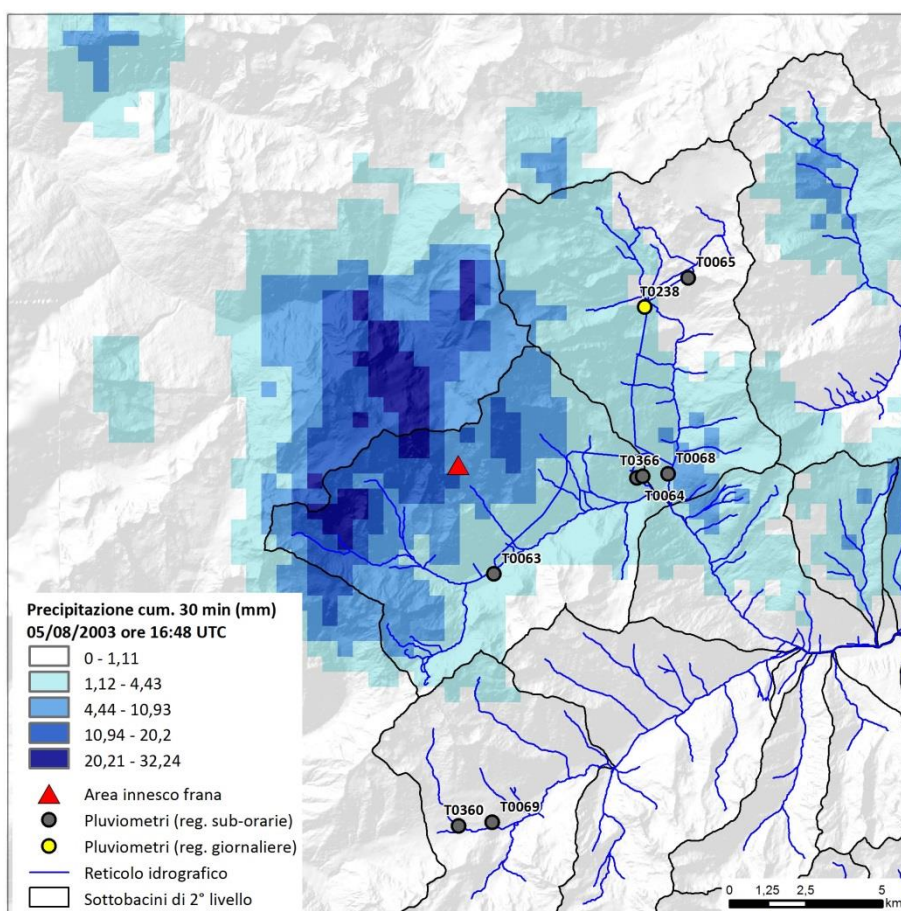 T0065
T0238
T0068
T0366
T0064
T0063
T0360
T0069
Precipitazione cum. 30 min (mm)
05/08/2003 ore 16:48 UTC
0 - 1,11
1,12 - 4,43
4,44 - 10,93
10,94 - 20,2
20,21 - 32,24
Area innesco frana
Pluviometri (reg. sub-orarie)
Pluviometri (reg. giornaliere)
Reticolo idrografico
Sottobacini di 2° livello
0 1,25 2,5 5
km